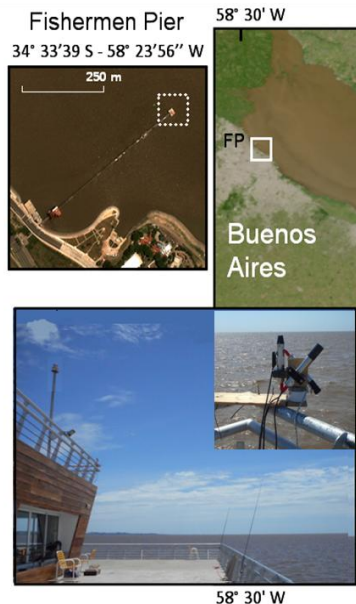 Fishermen Pier
34° 33’39 S - 58° 23’56’’ W
250 m
58° 30' W
FP
Buenos
Aires
58° 30' W